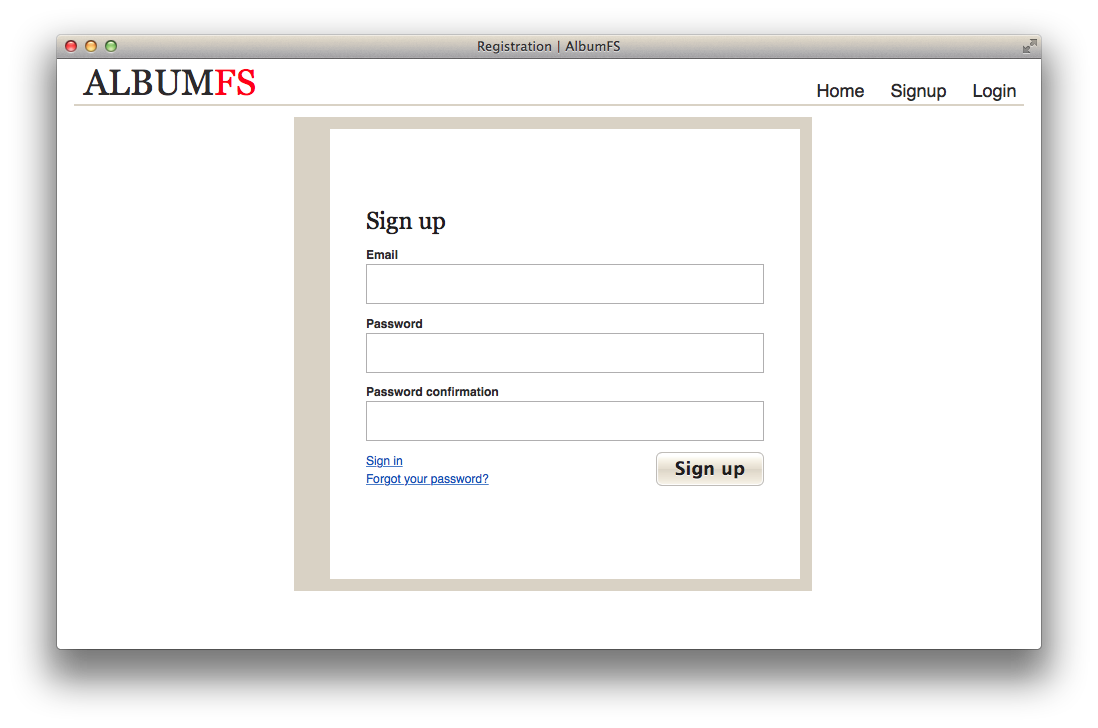 Registration | AlbumFS
ALBUMFS
Home Signup Login
Sign up
Email
Password
Password confirmation
Sign in
Forgot your password?
Sign up